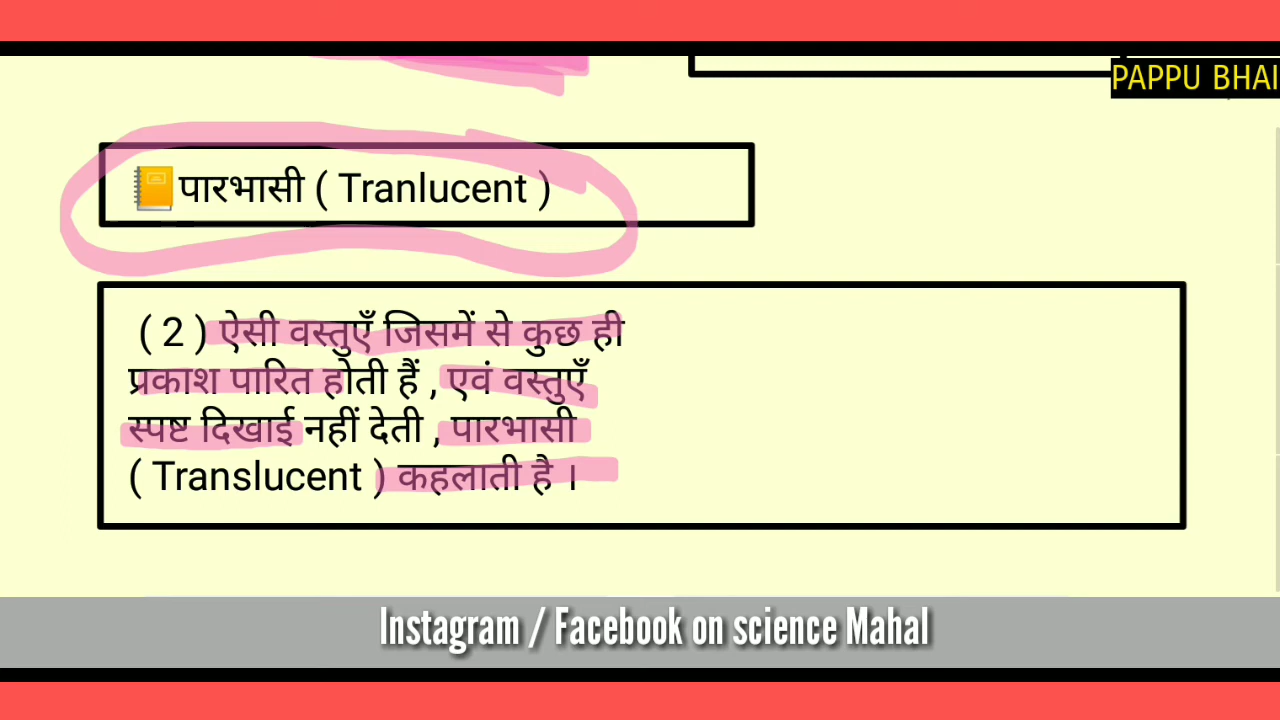 PAPPU BHAI
📒पारभासी ( Tranlucent )
( 2 ) ऐसी वस्तुएँ जिसमें से कुछ ही
प्रकाश पारित होती हैं , एवं वस्तुएँ
स्पष्ट दिखाई नहीं देती , पारभासी
( Translucent ) कहलाती है ।
Instagram / Facebook on science Mahal